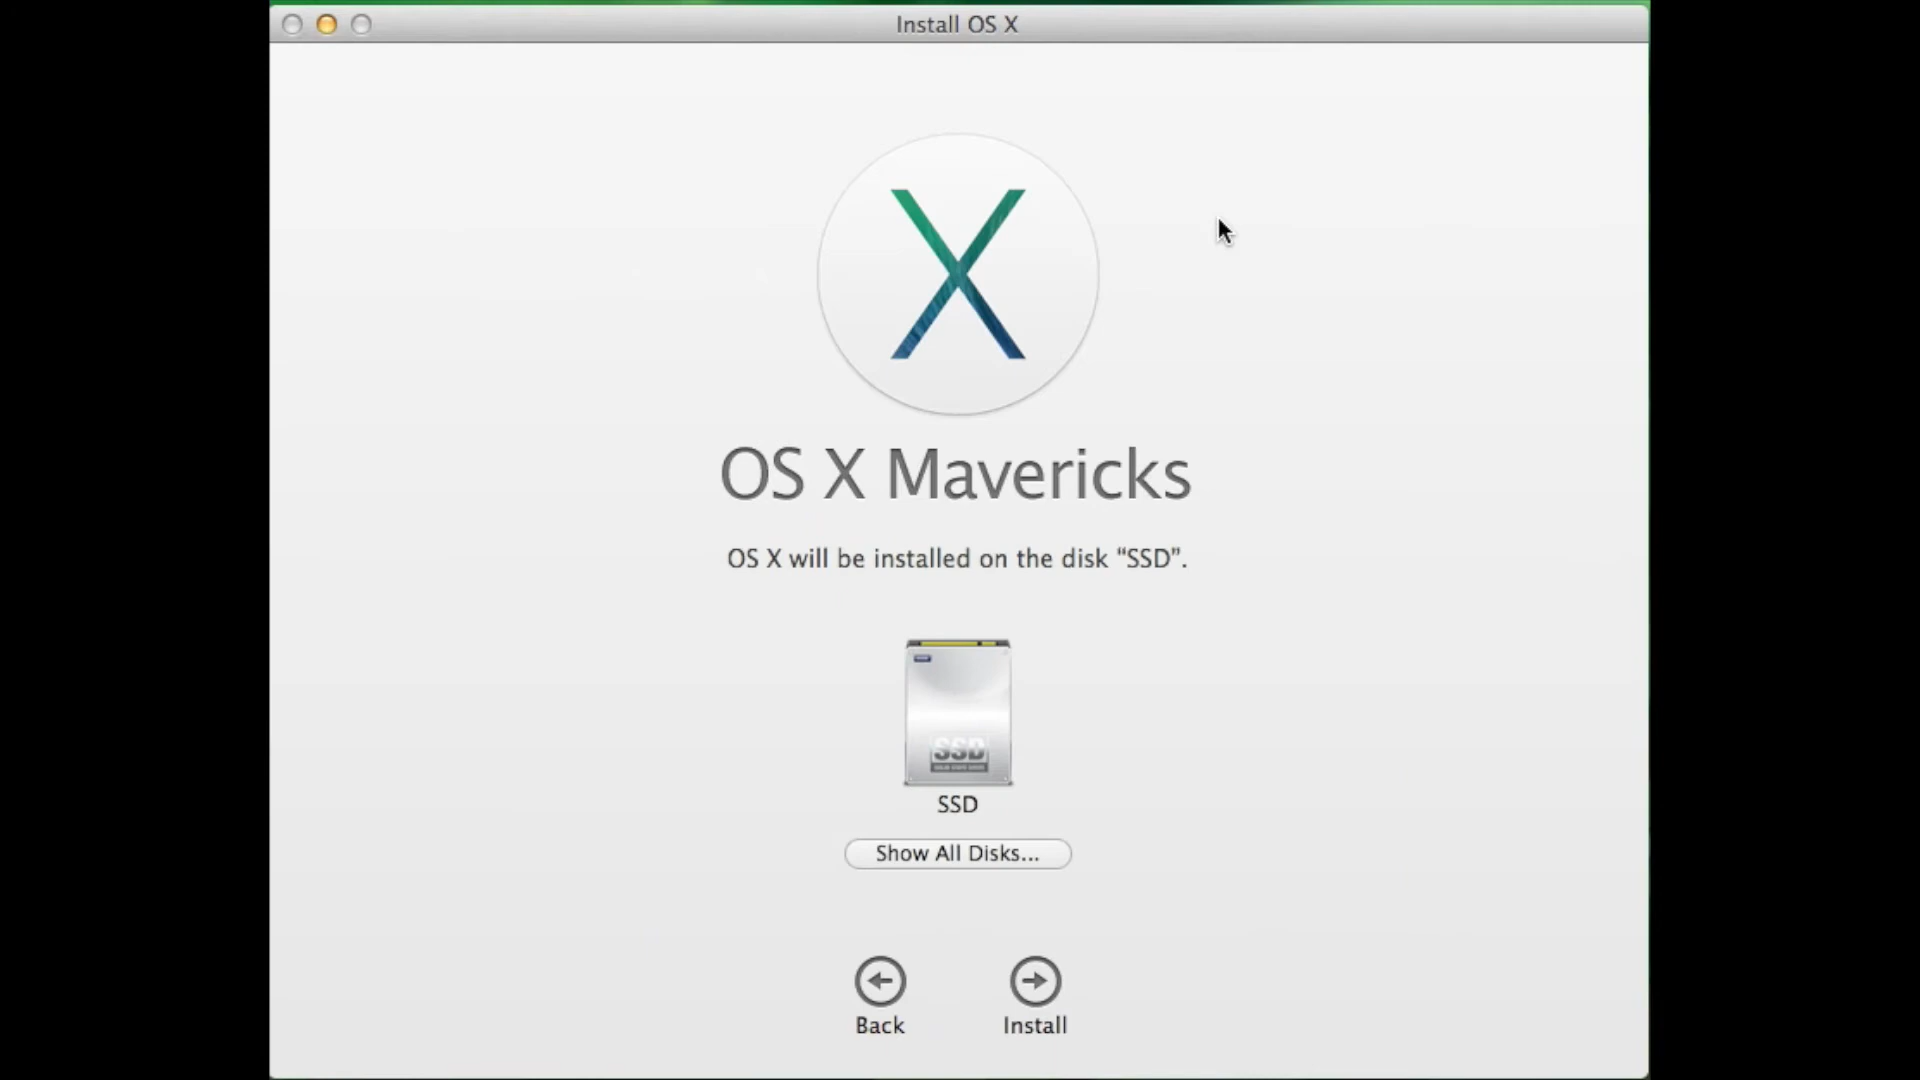 Install OS X
OS X Mavericks
OS X will be installed on the disk “SSD”.
SSD
SSD
Show All Disks...
Back
Install